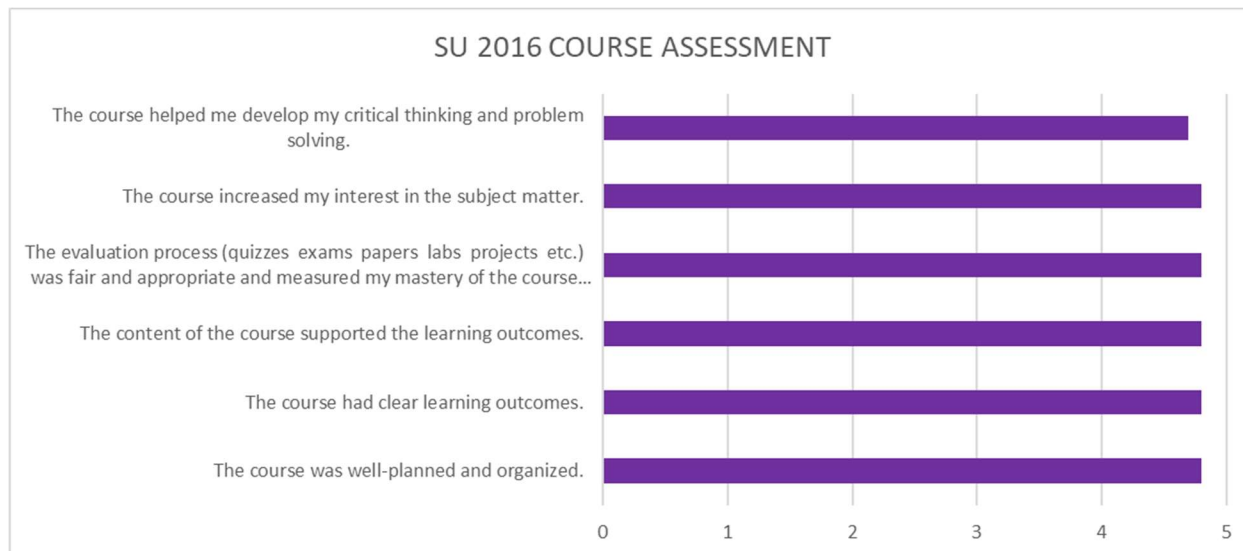 SU 2016 COURSE ASSESSMENT
The course helped me develop my critical thinking and problem
solving.
The course increased my interest in the subject matter.
The evaluation process (quizzes exams papers labs projects etc.)
was fair and appropriate and measured my mastery of the course...
The content of the course supported the learning outcomes.
The course had clear learning outcomes.
The course was well-planned and organized.
0 1 2 3 4 5